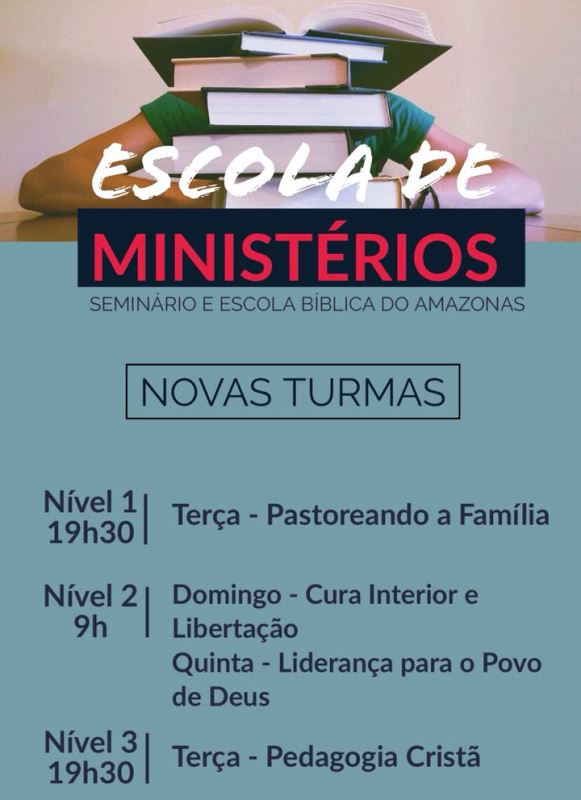 ESCOLA DE
MINISTÉRIOS
SEMINÁRIO E ESCOLA BÍBLICA DO AMAZONAS
NOVAS TURMAS
Nível 1
19h30
Terça - Pastoreando a Família
Nível 2
9h
Domingo - Cura Interior e
Libertação
Quinta - Liderança para o Povo
de Deus
Nível 3
19h30
Terça - Pedagogia Cristã